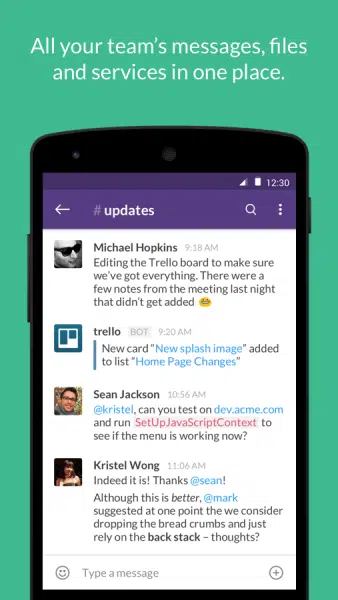 All your team's messages, files
and services in one place.
12:30
#updates
Michael Hopkins 9:18 AM
Editing the Trello board to make sure
we've got everything. There were a
few notes from the meeting last night
that didn't get added 😁
trello BOT 9:20 AM
New card “New splash image” added
to list “Home Page Changes”
Sean Jackson 10:56 AM
@kristel, can you test on dev.acme.com
and run SetUpJavaScriptContext to
see if the menu is working now?
Kristel Wong 11:06 AM
Indeed it is! Thanks @sean!
Although this is better, @mark
suggested at one point the we consider
dropping the bread crumbs and just
rely on the back stack – thoughts?
Type a message